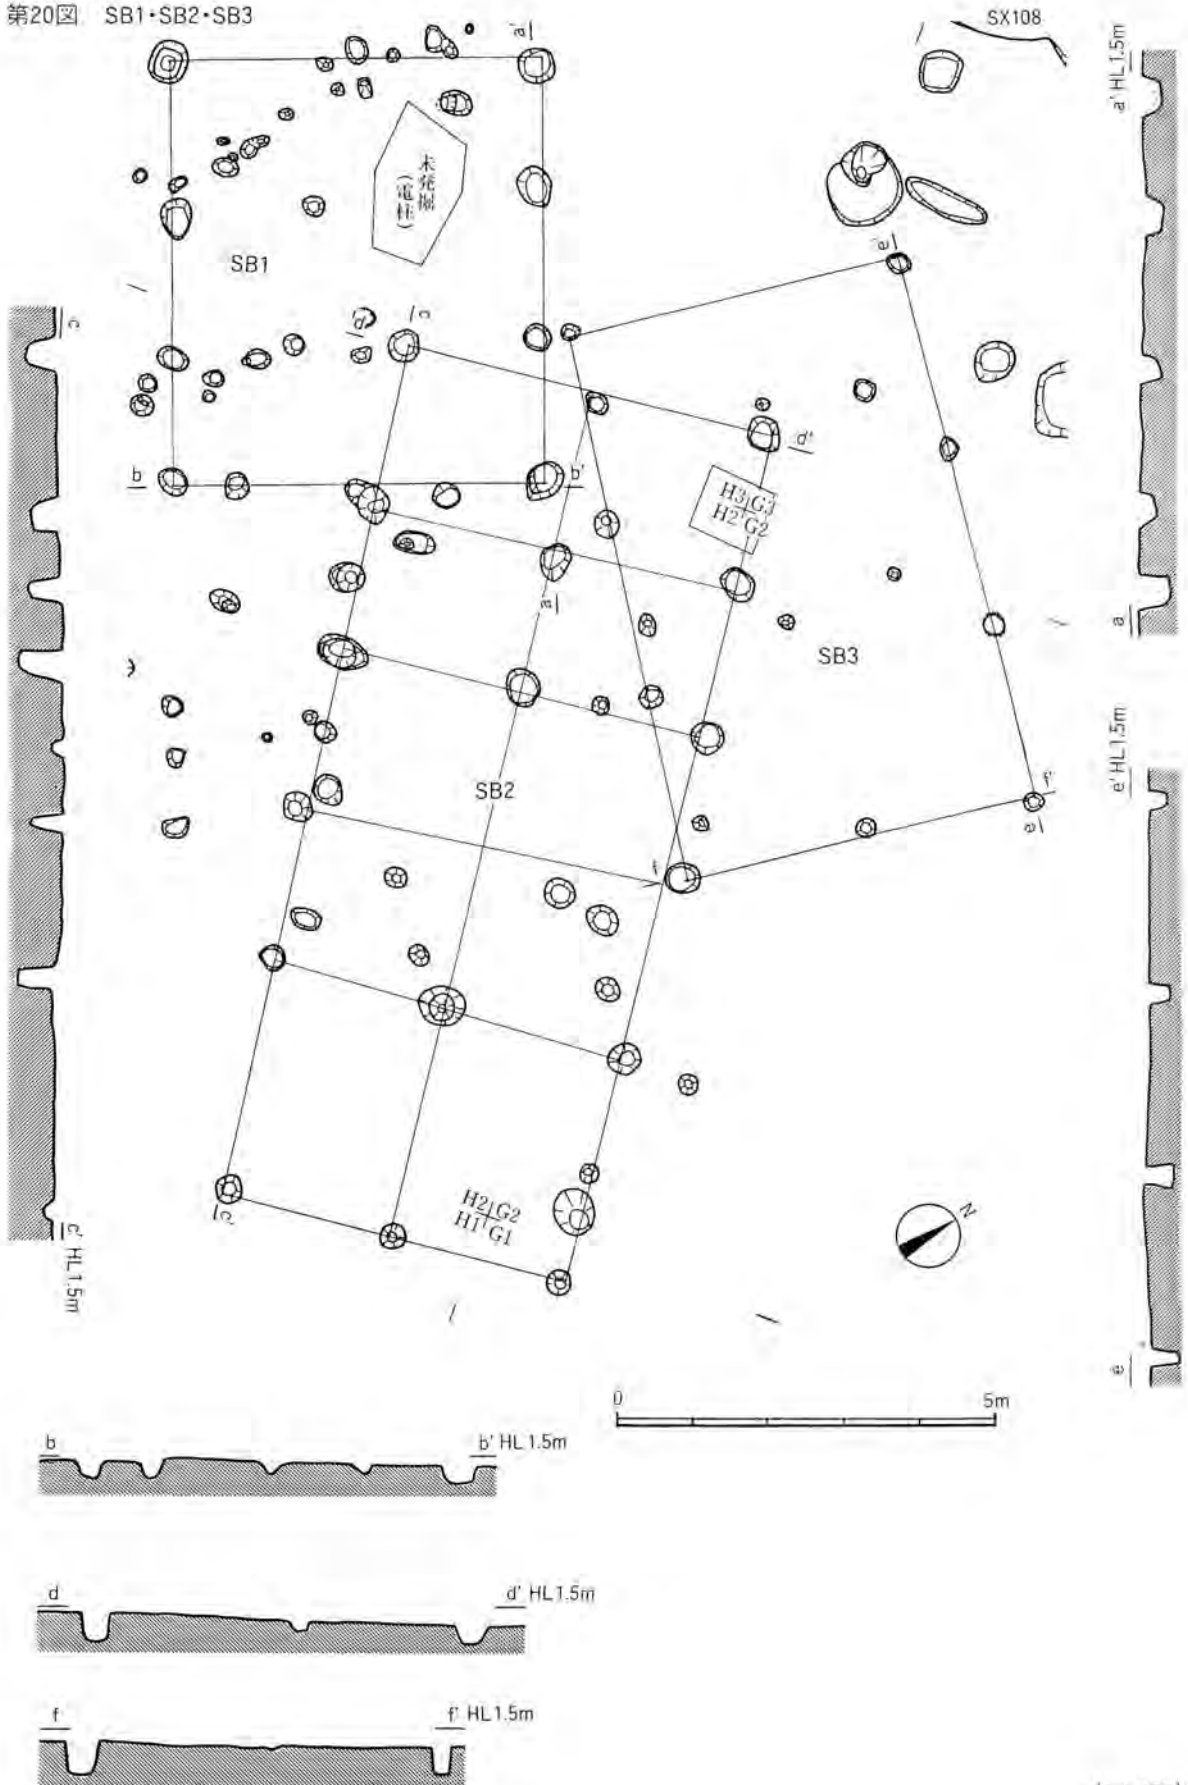 第20図 SB1・SB2・SB3
SX108
a'
a' HL1.5m
未発掘
(電柱)
SB1
e'
c
d
c
b
b'
d'
H3 G3
H2 G2
a
a
SB3
e' HL1.5m
SB2
f
f'
e
c'
H2 G2
H1 G1
N
c' HL1.5m
e
0 5m
b b' HL1.5m
d d' HL1.5m
f f' HL1.5m